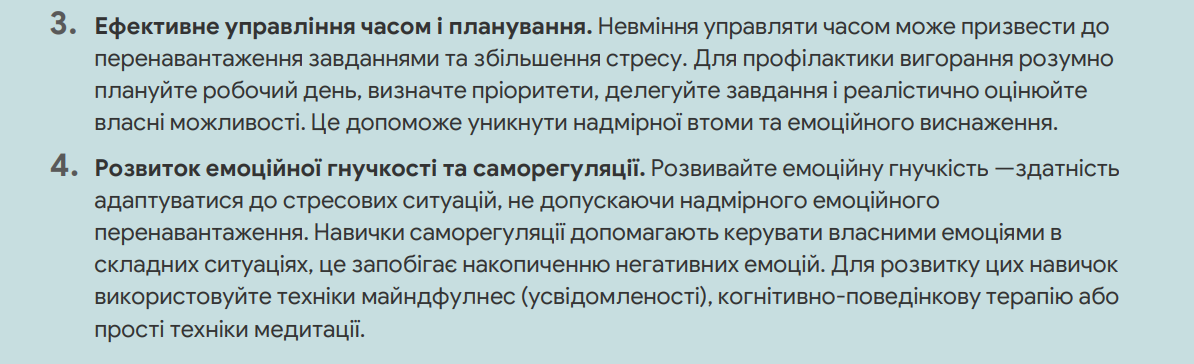 3. Ефективне управління часом і планування. Невміння управляти часом може призвести до
перенавантаження завданнями та збільшення стресу. Для профілактики вигорання розумно
плануйте робочий день, визначте пріоритети, делегуйте завдання і реалістично оцінюйте
власні можливості. Це допоможе уникнути надмірної втоми та емоційного виснаження.
4. Розвиток емоційної гнучкості та саморегуляції. Розвивайте емоційну гнучкість —здатність
адаптуватися до стресових ситуацій, не допускаючи надмірного емоційного
перенавантаження. Навички саморегуляції допомагають керувати власними емоціями в
складних ситуаціях, це запобігає накопиченню негативних емоцій. Для розвитку цих навичок
використовуйте техніки майндфулнес (усвідомленості), когнітивно-поведінкову терапію або
прості техніки медитації.